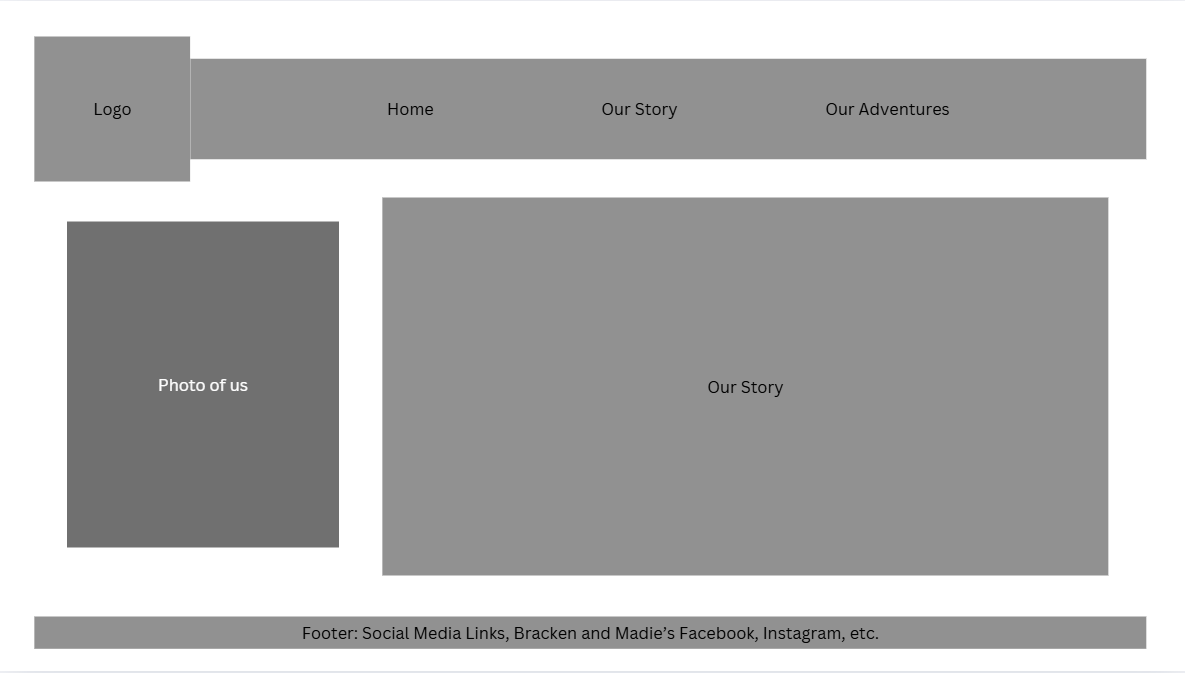 Logo
Home
Our Story
Our Adventures
Photo of us
Our Story
Footer: Social Media Links, Bracken and Madie’s Facebook, Instagram, etc.